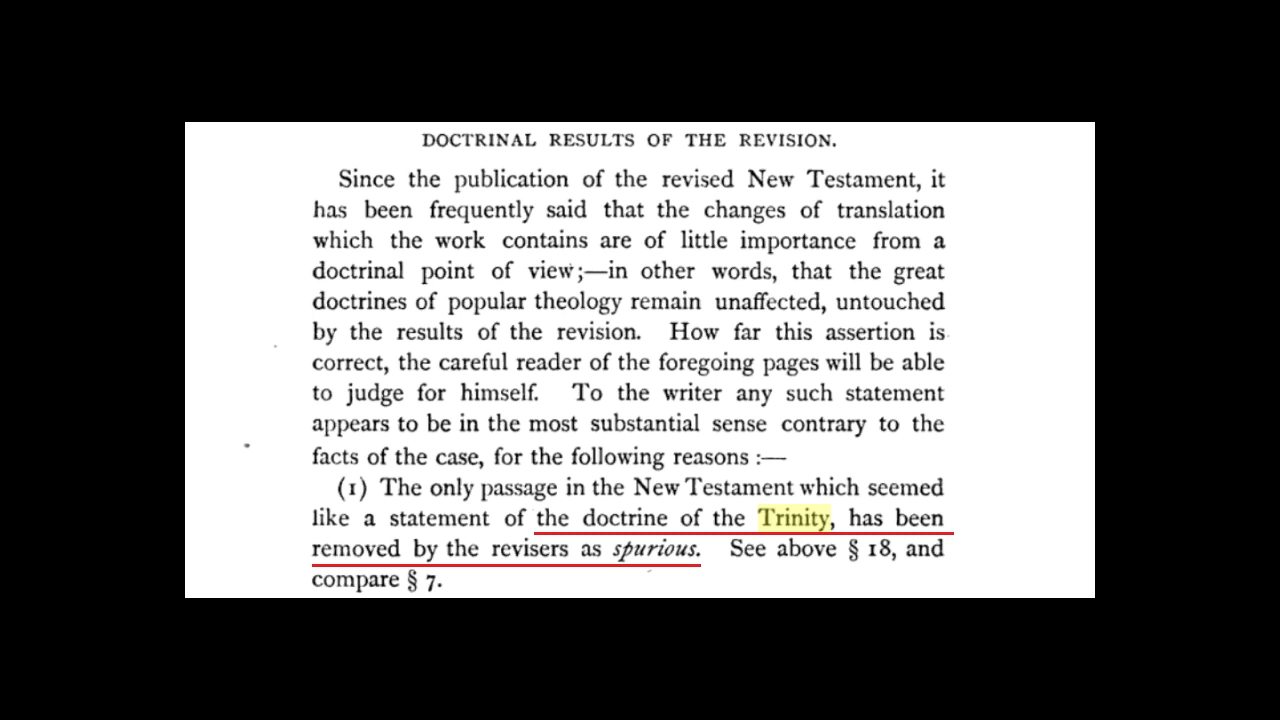 DOCTRINAL RESULTS OF THE REVISION.
Since the publication of the revised New Testament, it
has been frequently said that the changes of translation
which the work contains are of little importance from a
doctrinal point of view;—in other words, that the great
doctrines of popular theology remain unaffected, untouched
by the results of the revision. How far this assertion is
correct, the careful reader of the foregoing pages will be able
to judge for himself. To the writer any such statement
appears to be in the most substantial sense contrary to the
facts of the case, for the following reasons :—
(1) The only passage in the New Testament which seemed
like a statement of the doctrine of the Trinity, has been
removed by the revisers as spurious. See above § 18, and
compare § 7.